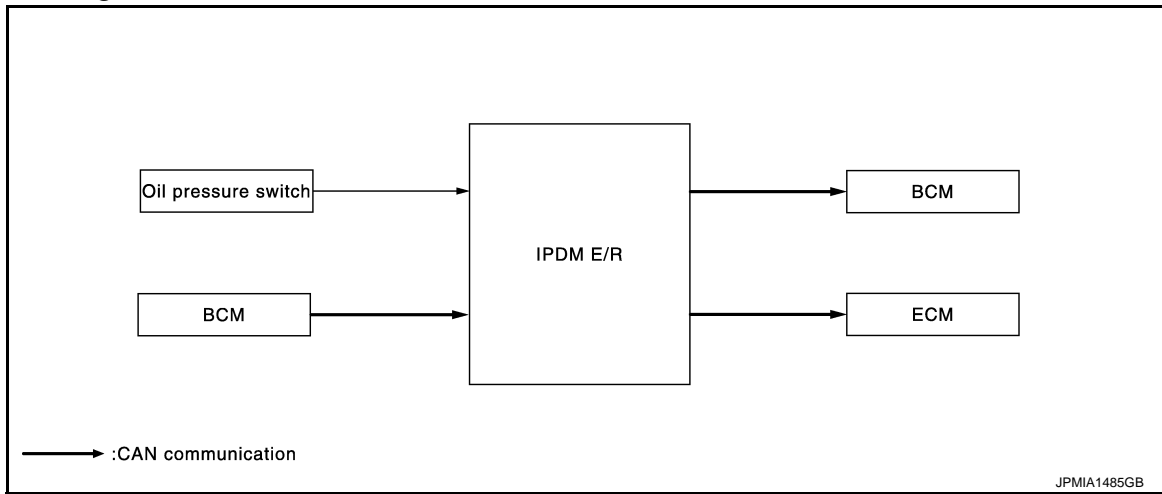 Oil pressure switch
BCM
IPDM E/R
BCM
ECM
:CAN communication
JPMIA1485GB